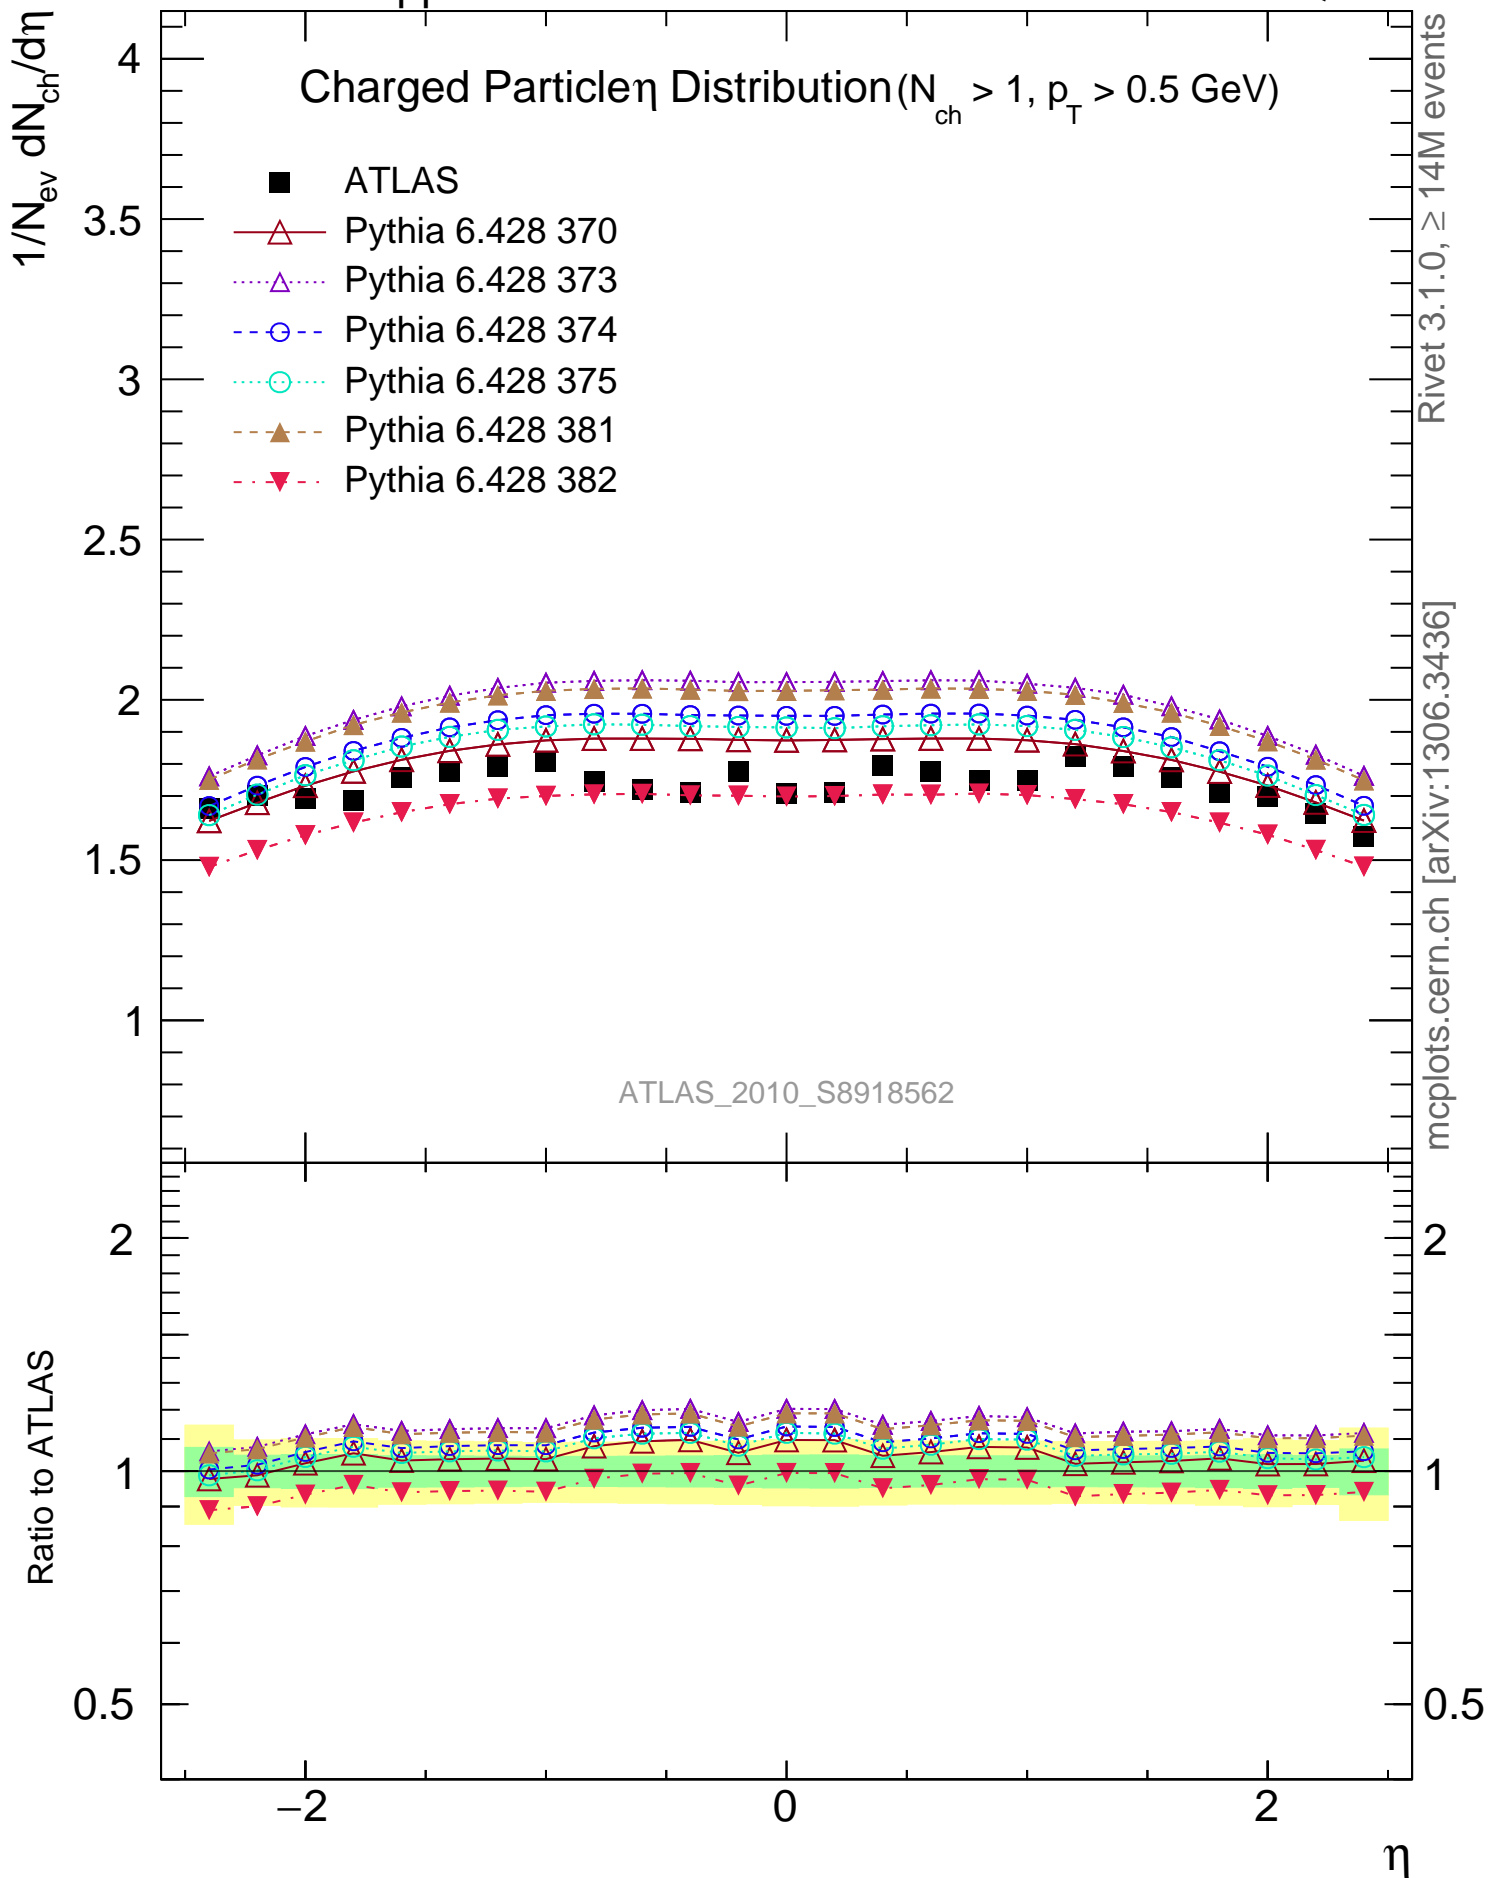 pp
1/N_ev dN_ch/dη
Charged Particleη Distribution (N_ch > 1, p_T > 0.5 GeV)
ATLAS
Pythia 6.428 370
Pythia 6.428 373
Pythia 6.428 374
Pythia 6.428 375
Pythia 6.428 381
Pythia 6.428 382
4
3.5
3
2.5
2
1.5
1
ATLAS_2010_S8918562
Rivet 3.1.0, ≥ 14M events
mcplots.cern.ch [arXiv:1306.3436]
Ratio to ATLAS
2
1
0.5
2
1
0.5
−2
0
2
η